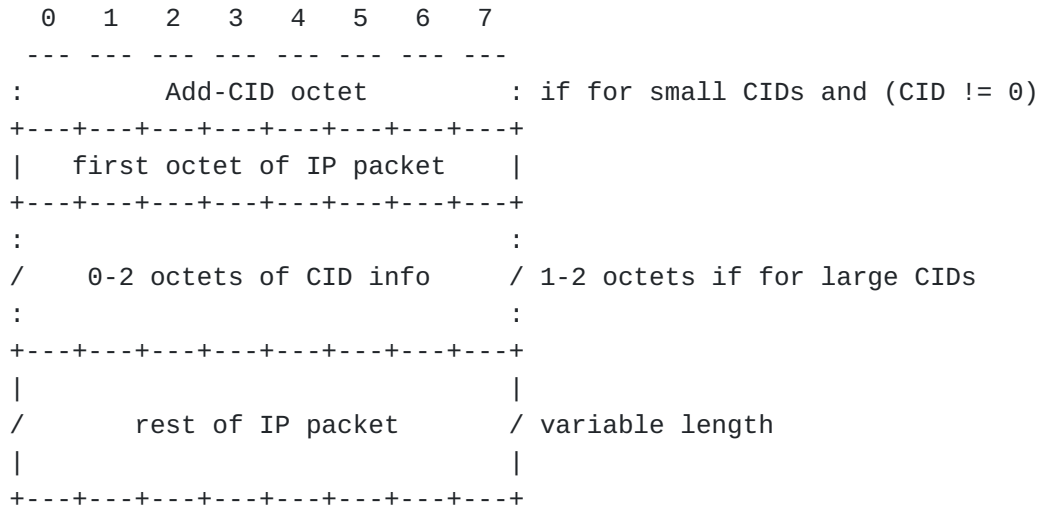 0   1   2   3   4   5   6   7
 --- --- --- --- --- --- --- ---
:         Add-CID octet         : if for small CIDs and (CID != 0)
+---+---+---+---+---+---+---+---+
|   first octet of IP packet    |
+---+---+---+---+---+---+---+---+
:                               :
/    0-2 octets of CID info     / 1-2 octets if for large CIDs
:                               :
+---+---+---+---+---+---+---+---+
|                               |
/       rest of IP packet       / variable length
|                               |
+---+---+---+---+---+---+---+---+